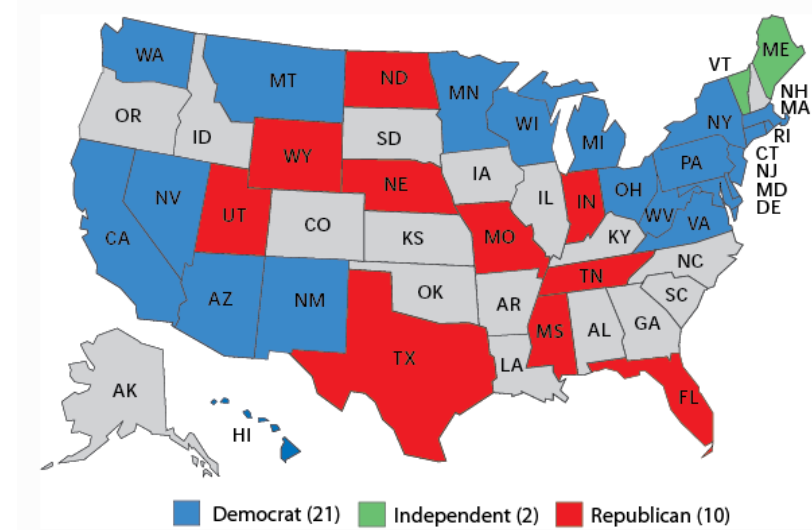 WA
MT
ND
MN
VT
ME
OR
ID
SD
WI
MI
NY
NH
MA
RI
CT
NJ
MD
DE
WY
IA
PA
NV
UT
NE
IL
IN
OH
WV
VA
CA
CO
KS
MO
KY
NC
TN
AZ
NM
OK
AR
SC
MS
AL
GA
TX
LA
FL
AK
HI
Democrat (21) Independent (2) Republican (10)